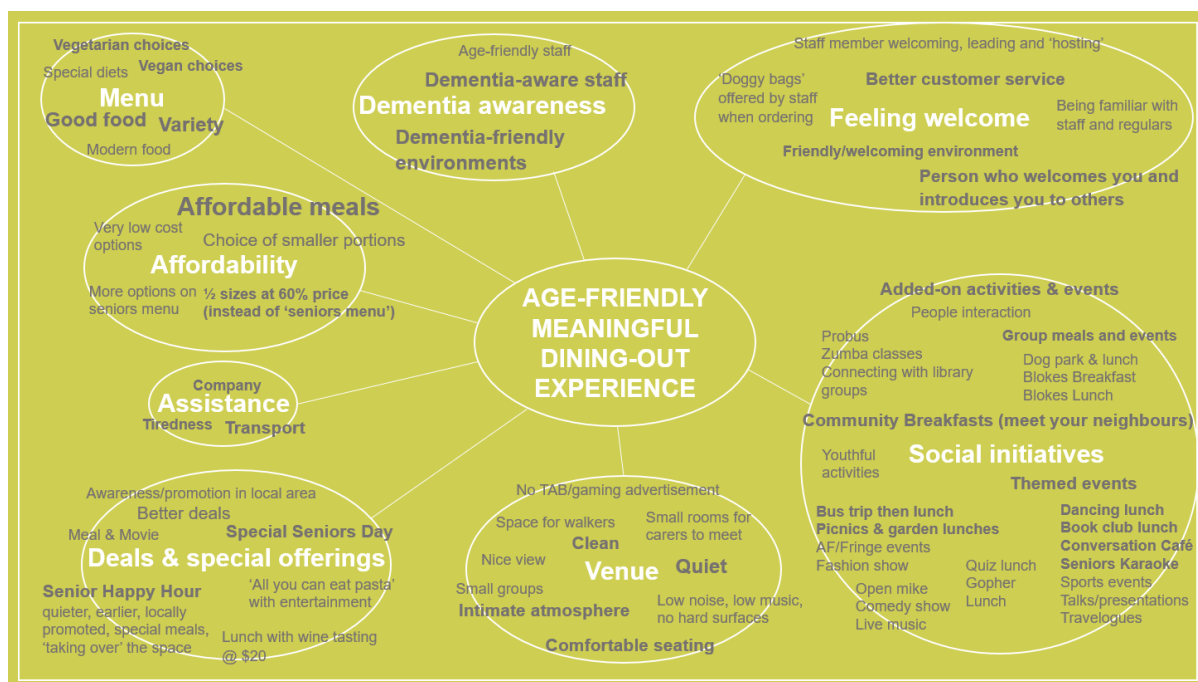 Vegetarian choices
Special diets
Vegan choices
Menu
Good food
Variety
Modern food
Age-friendly staff
Dementia-aware staff
Dementia awareness
Dementia-friendly
environments
Staff member welcoming, leading and ‘hosting’
‘Doggy bags’
offered by staff
when ordering
Better customer service
Feeling welcome
Being familiar with
staff and regulars
Friendly/welcoming environment
Person who welcomes you and
introduces you to others
Affordable meals
Very low cost
options
Choice of smaller portions
Affordability
More options on
seniors menu
½ sizes at 60% price
(instead of ‘seniors menu’)
AGE-FRIENDLY
MEANINGFUL
DINING-OUT
EXPERIENCE
Company
Assistance
Tiredness
Transport
Added-on activities & events
People interaction
Probus
Zumba classes
Connecting with library
groups
Group meals and events
Dog park & lunch
Blokes Breakfast
Blokes Lunch
Community Breakfasts (meet your neighbours)
Youthful
activities
Social initiatives
Themed events
Bus trip then lunch
Picnics & garden lunches
AF/Fringe events
Fashion show
Open mike
Comedy show
Live music
Quiz lunch
Gopher
Lunch
Dancing lunch
Book club lunch
Conversation Café
Seniors Karaoke
Sports events
Talks/presentations
Travelogues
Awareness/promotion in local area
Better deals
Meal & Movie
Special Seniors Day
Deals & special offerings
Senior Happy Hour
quieter, earlier, locally
promoted, special meals,
‘taking over’ the space
‘All you can eat pasta’
with entertainment
Lunch with wine tasting
@ $20
No TAB/gaming advertisement
Space for walkers
Small rooms for
carers to meet
Clean
Nice view
Venue
Quiet
Small groups
Intimate atmosphere
Low noise, low music,
no hard surfaces
Comfortable seating